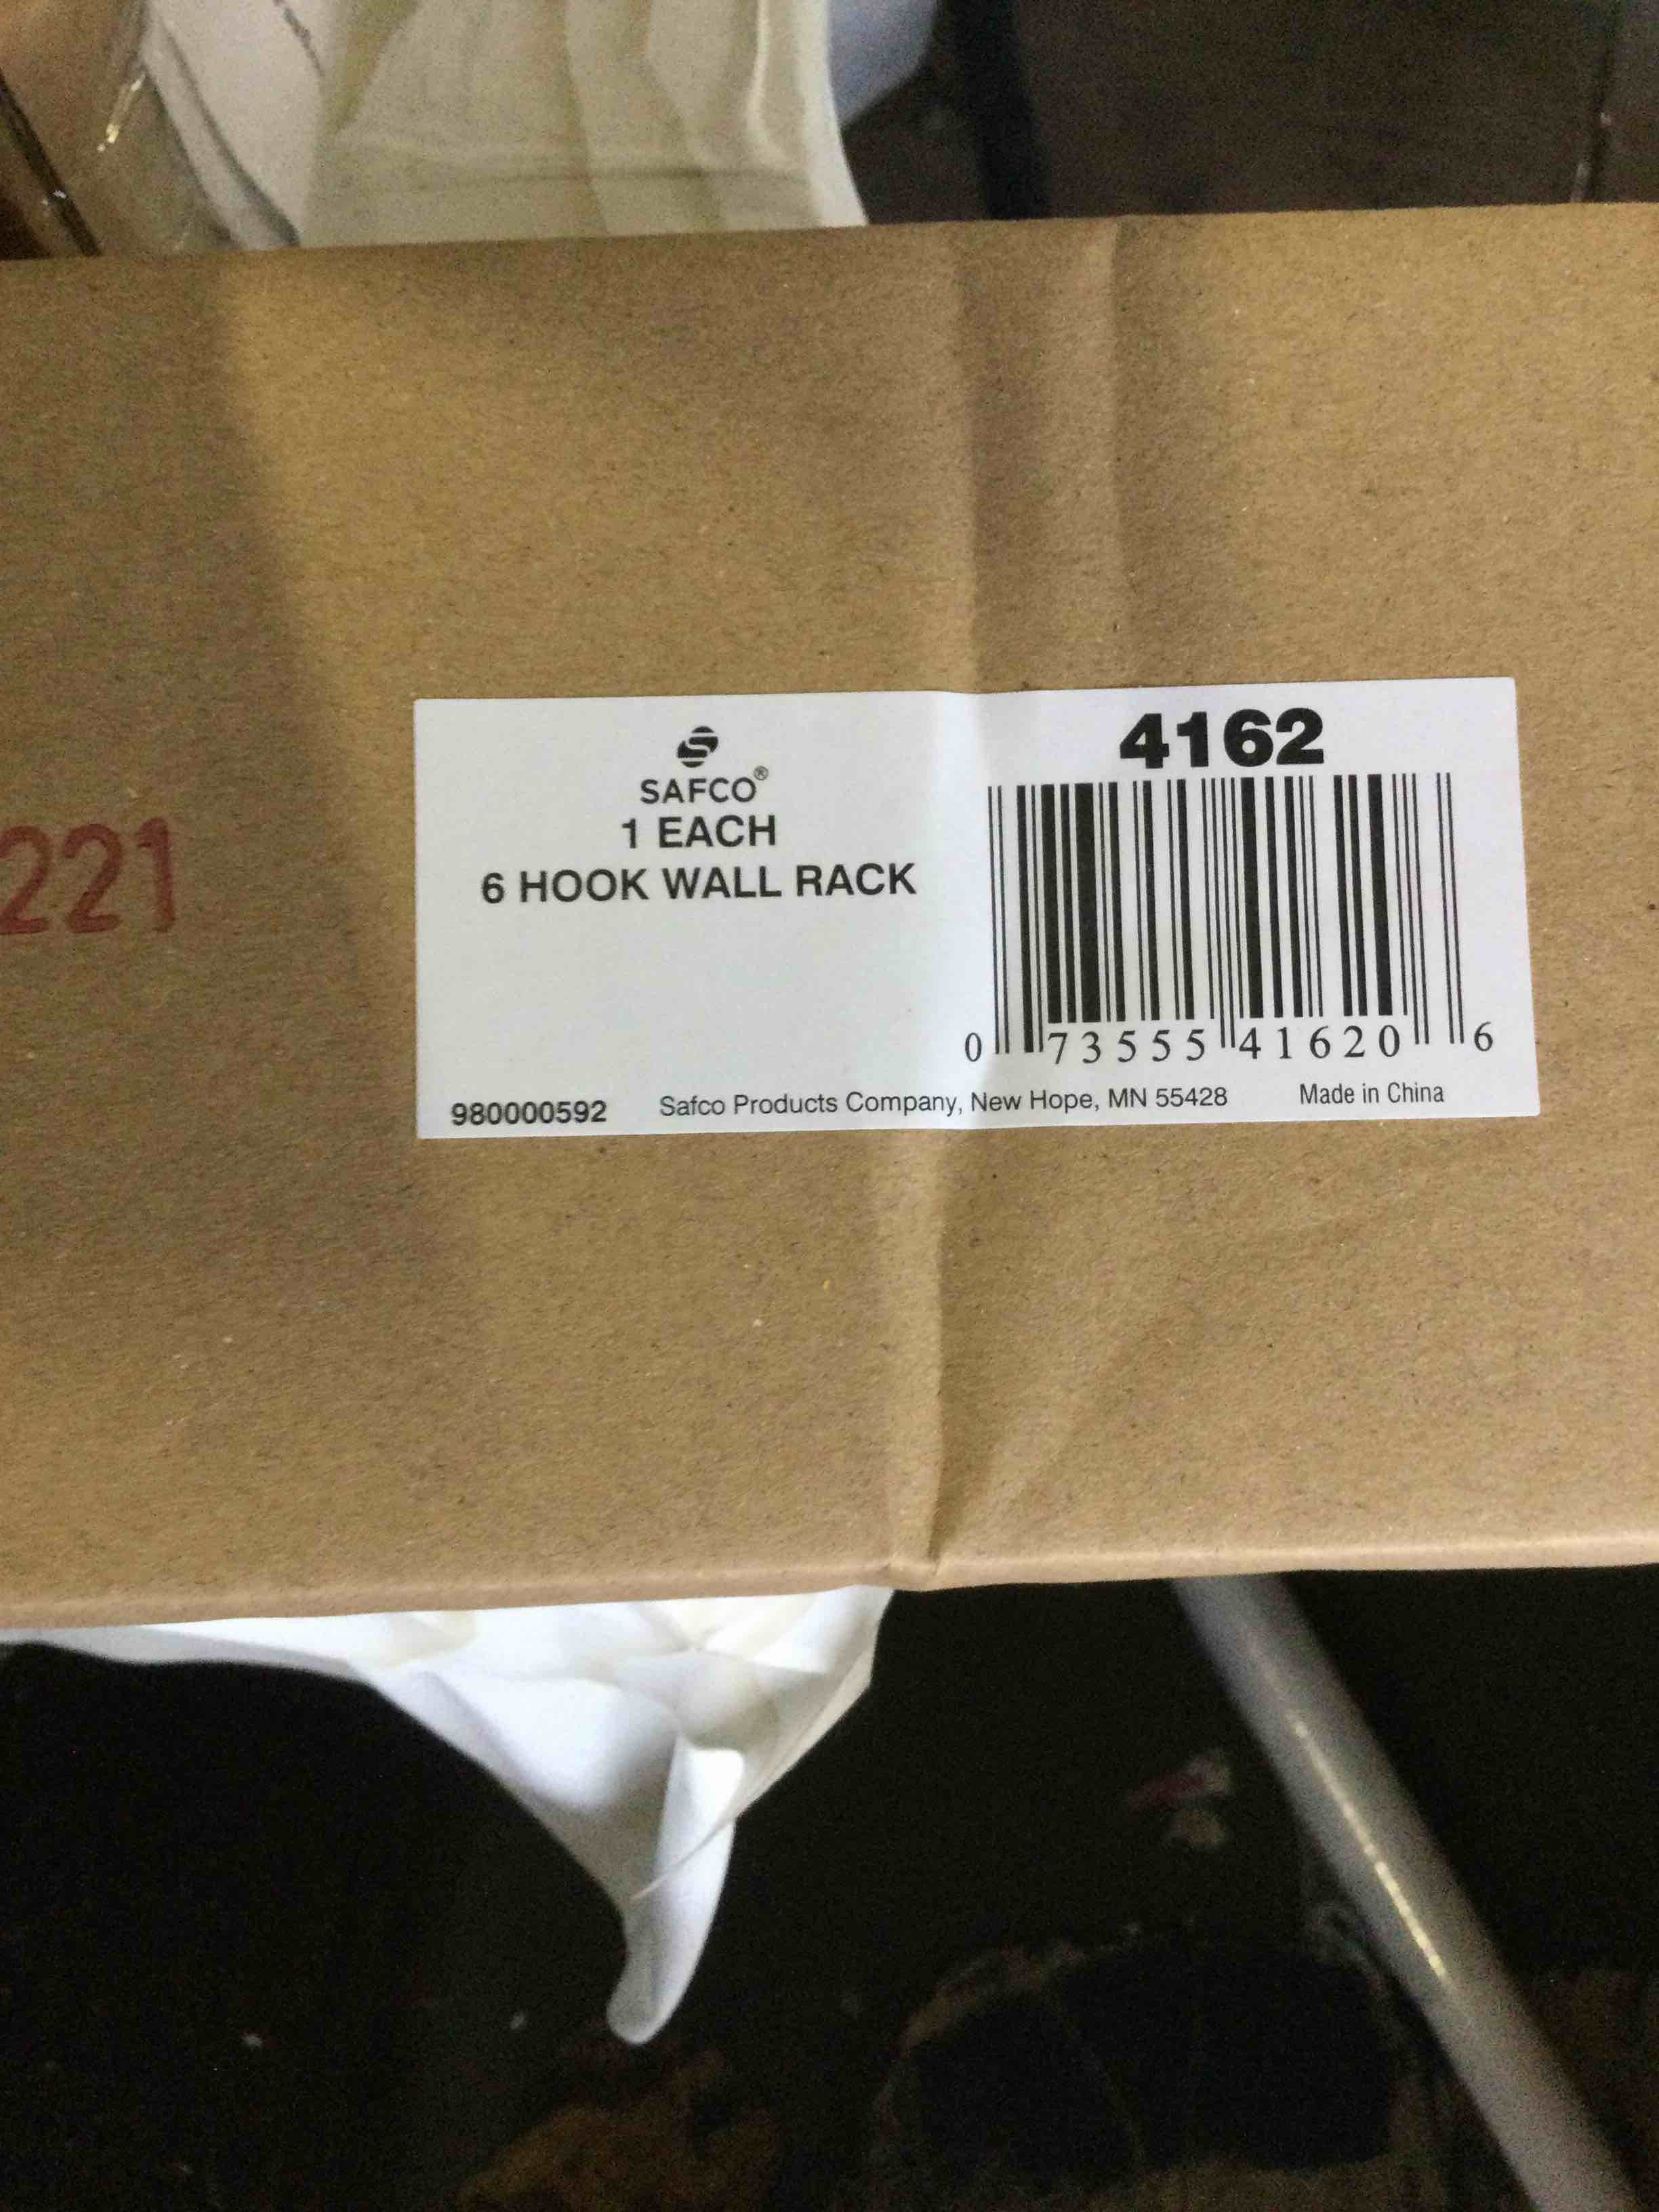 221
SAFCO®
1 EACH
6 HOOK WALL RACK
4162
0 73555 41620 6
980000592 Safco Products Company, New Hope, MN 55428 Made in China